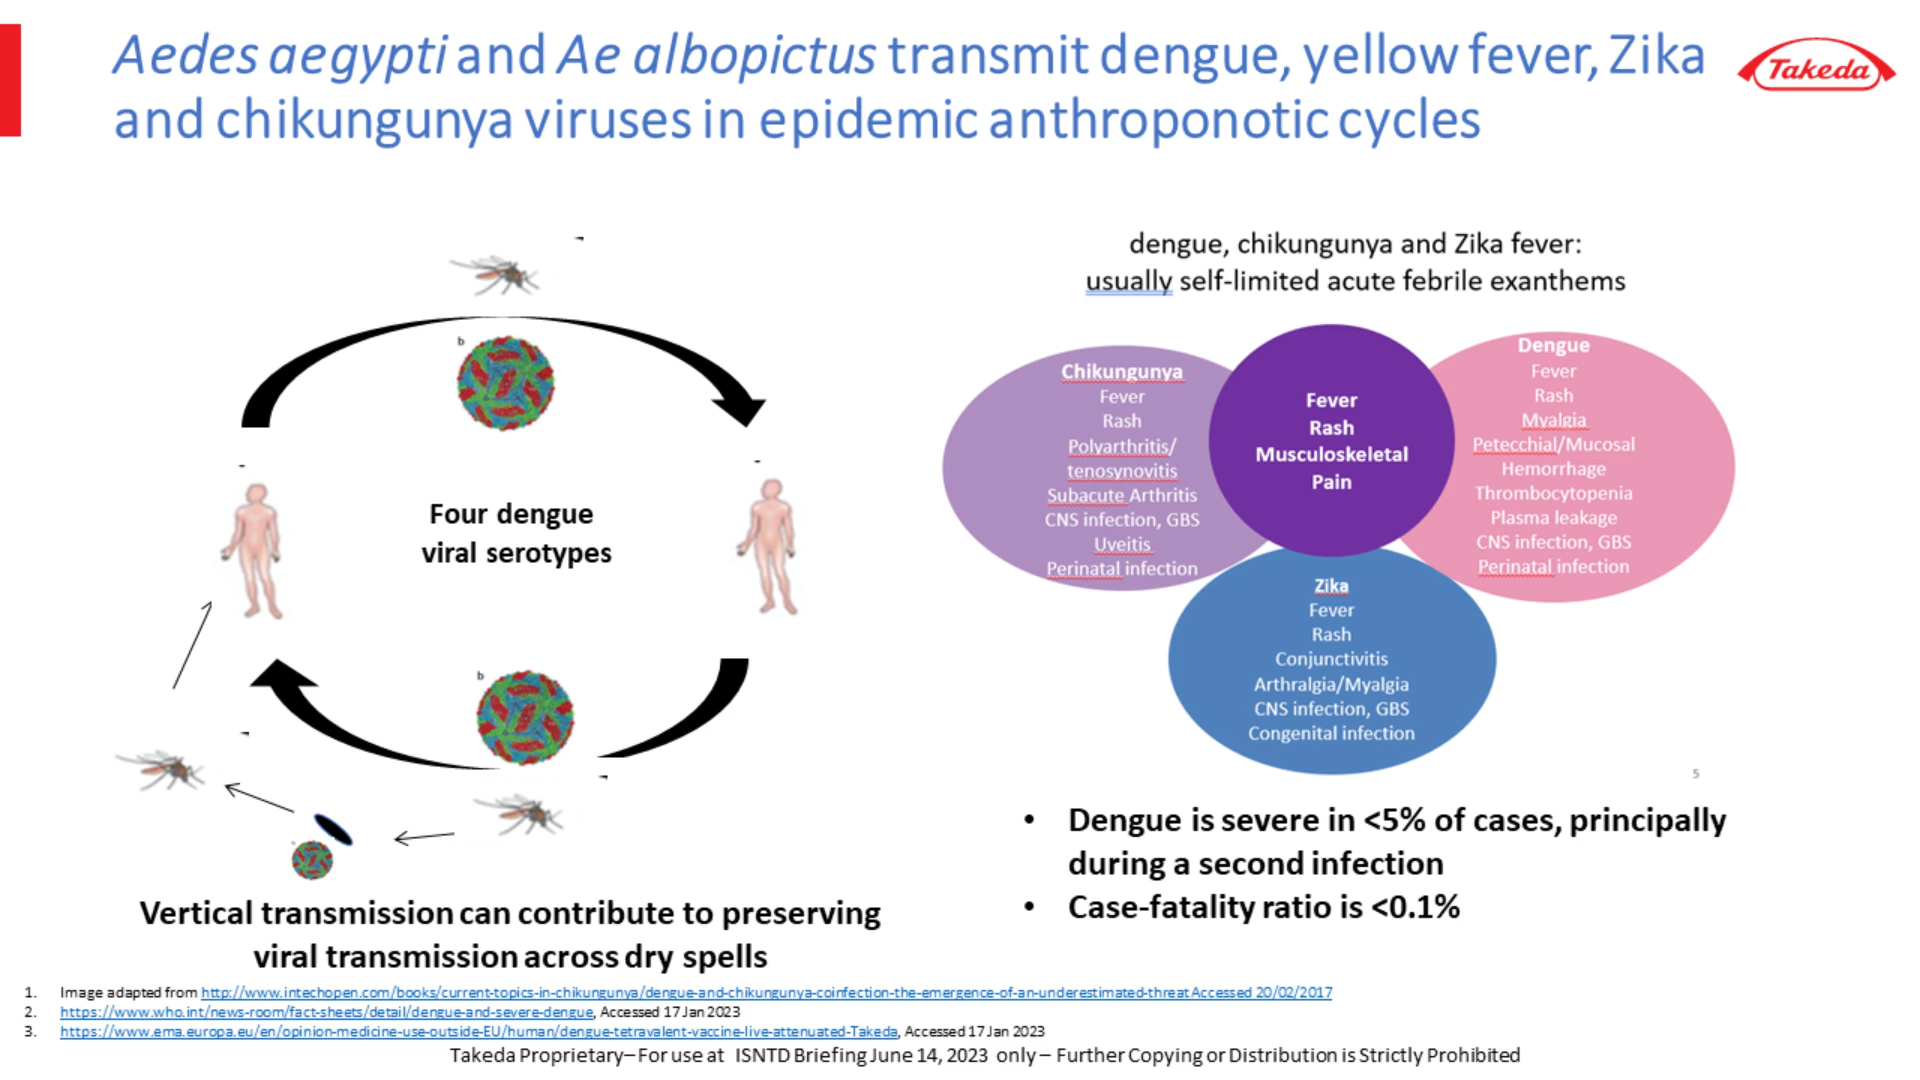 Aedes aegypti and Ae albopictus transmit dengue, yellow fever, Zika
and chikungunya viruses in epidemic anthroponotic cycles
Takeda
b
Four dengue
viral serotypes
b
Vertical transmission can contribute to preserving
viral transmission across dry spells
dengue, chikungunya and Zika fever:
usually self-limited acute febrile exanthems
Chikungunya
Fever
Rash
Polyarthritis/
tenosynovitis
Subacute Arthritis
CNS infection, GBS
Uveitis
Perinatal infection
Fever
Rash
Musculoskeletal
Pain
Dengue
Fever
Rash
Myalgia
Petecchial/Mucosal
Hemorrhage
Thrombocytopenia
Plasma leakage
CNS infection, GBS
Perinatal infection
Zika
Fever
Rash
Conjunctivitis
Arthralgia/Myalgia
CNS infection, GBS
Congenital infection
5
• Dengue is severe in <5% of cases, principally
during a second infection
• Case-fatality ratio is <0.1%
1. Image adapted from http://www.intechopen.com/books/current-topics-in-chikungunya/dengue-and-chikungunya-coinfection-the-emergence-of-an-underestimated-threat Accessed 20/02/2017
2. https://www.who.int/news-room/fact-sheets/detail/dengue-and-severe-dengue, Accessed 17 Jan 2023
3. https://www.ema.europa.eu/en/opinion-medicine-use-outside-EU/human/dengue-tetravalent-vaccine-live-attenuated-Takeda, Accessed 17 Jan 2023
Takeda Proprietary– For use at ISNTD Briefing June 14, 2023 only – Further Copying or Distribution is Strictly Prohibited